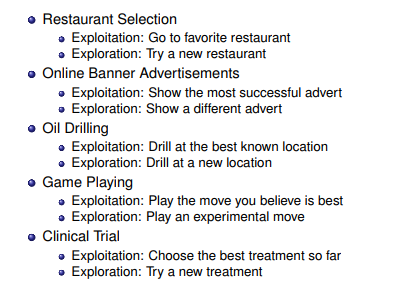 Restaurant Selection
Exploitation: Go to favorite restaurant
Exploration: Try a new restaurant
Online Banner Advertisements
Exploitation: Show the most successful advert
Exploration: Show a different advert
Oil Drilling
Exploitation: Drill at the best known location
Exploration: Drill at a new location
Game Playing
Exploitation: Play the move you believe is best
Exploration: Play an experimental move
Clinical Trial
Exploitation: Choose the best treatment so far
Exploration: Try a new treatment